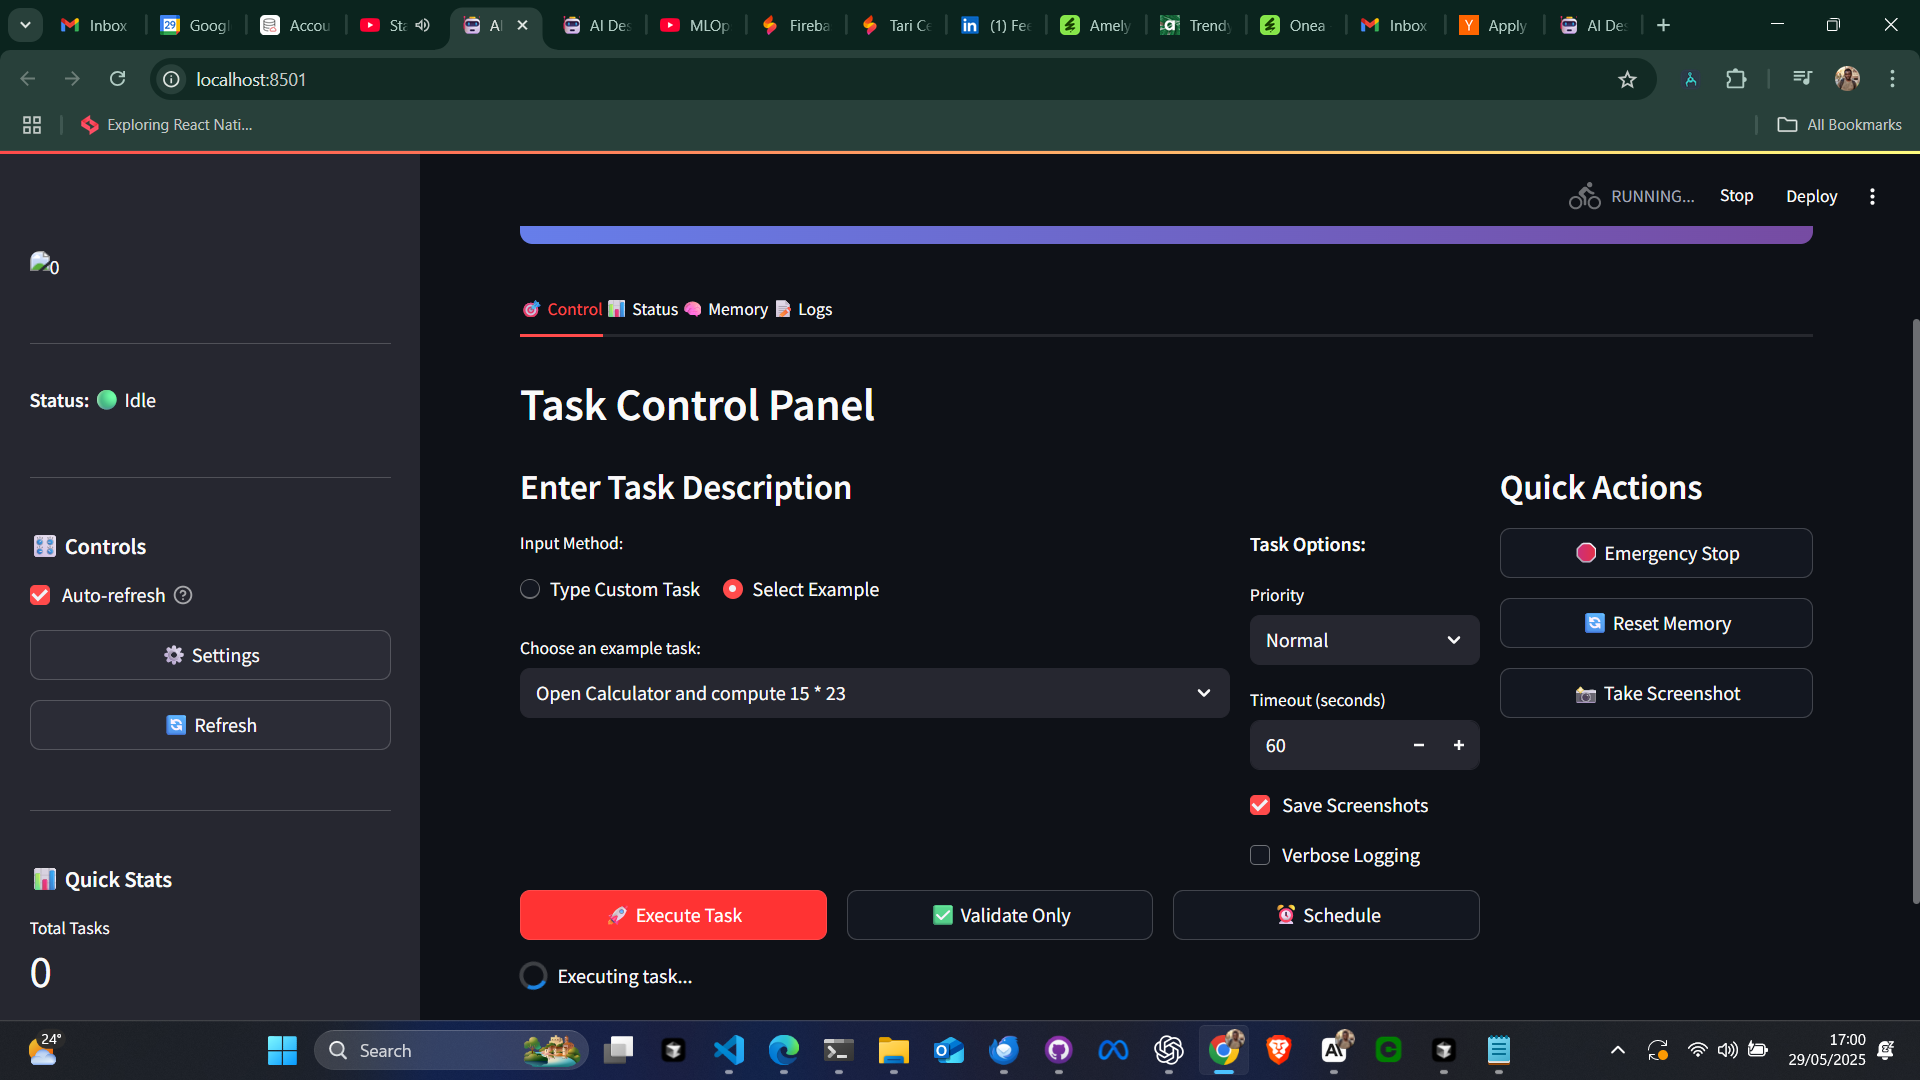 Inbox
Googl
Accou
Sta
AI
AI Des
MLOp
Fireba
Tari Ce
(1) Fee
Amely
Trendy
Onea
Inbox
Apply
AI Des
localhost:8501
Exploring React Nati...
All Bookmarks
RUNNING...
Stop
Deploy
0
Control
Status
Memory
Logs
Status: Idle
Task Control Panel
Enter Task Description
Quick Actions
Input Method:
Task Options:
Controls
Emergency Stop
Type Custom Task
Select Example
Auto-refresh
Priority
Reset Memory
Normal
Choose an example task:
Settings
Open Calculator and compute 15 * 23
Take Screenshot
Timeout (seconds)
Refresh
60
Save Screenshots
Verbose Logging
Quick Stats
Execute Task
Validate Only
Schedule
Total Tasks
0
Executing task...
24°
Search
17:00
29/05/2025